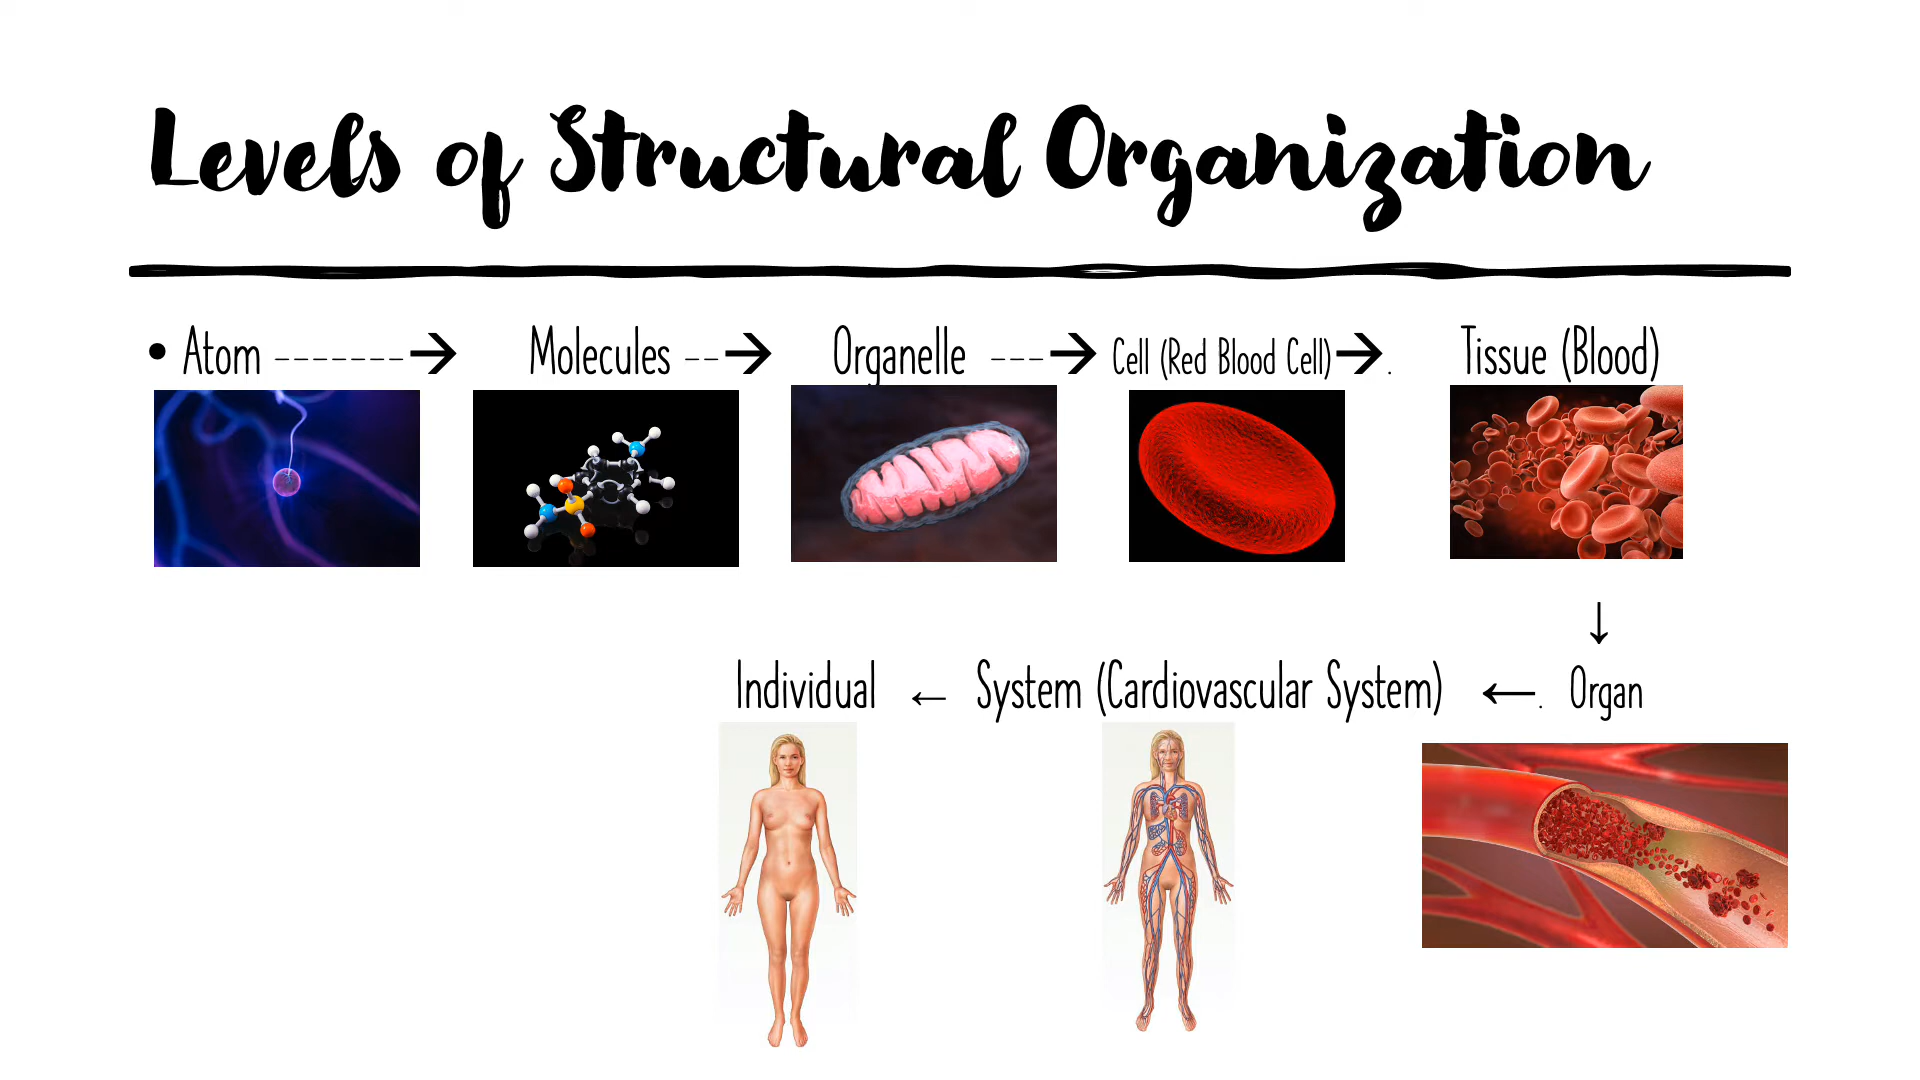 Levels of Structural Organization
• Atom -------→ Molecules --→ Organelle ---→ Cell (Red Blood Cell)→. Tissue (Blood)
↓
Individual ← System (Cardiovascular System) ←. Organ